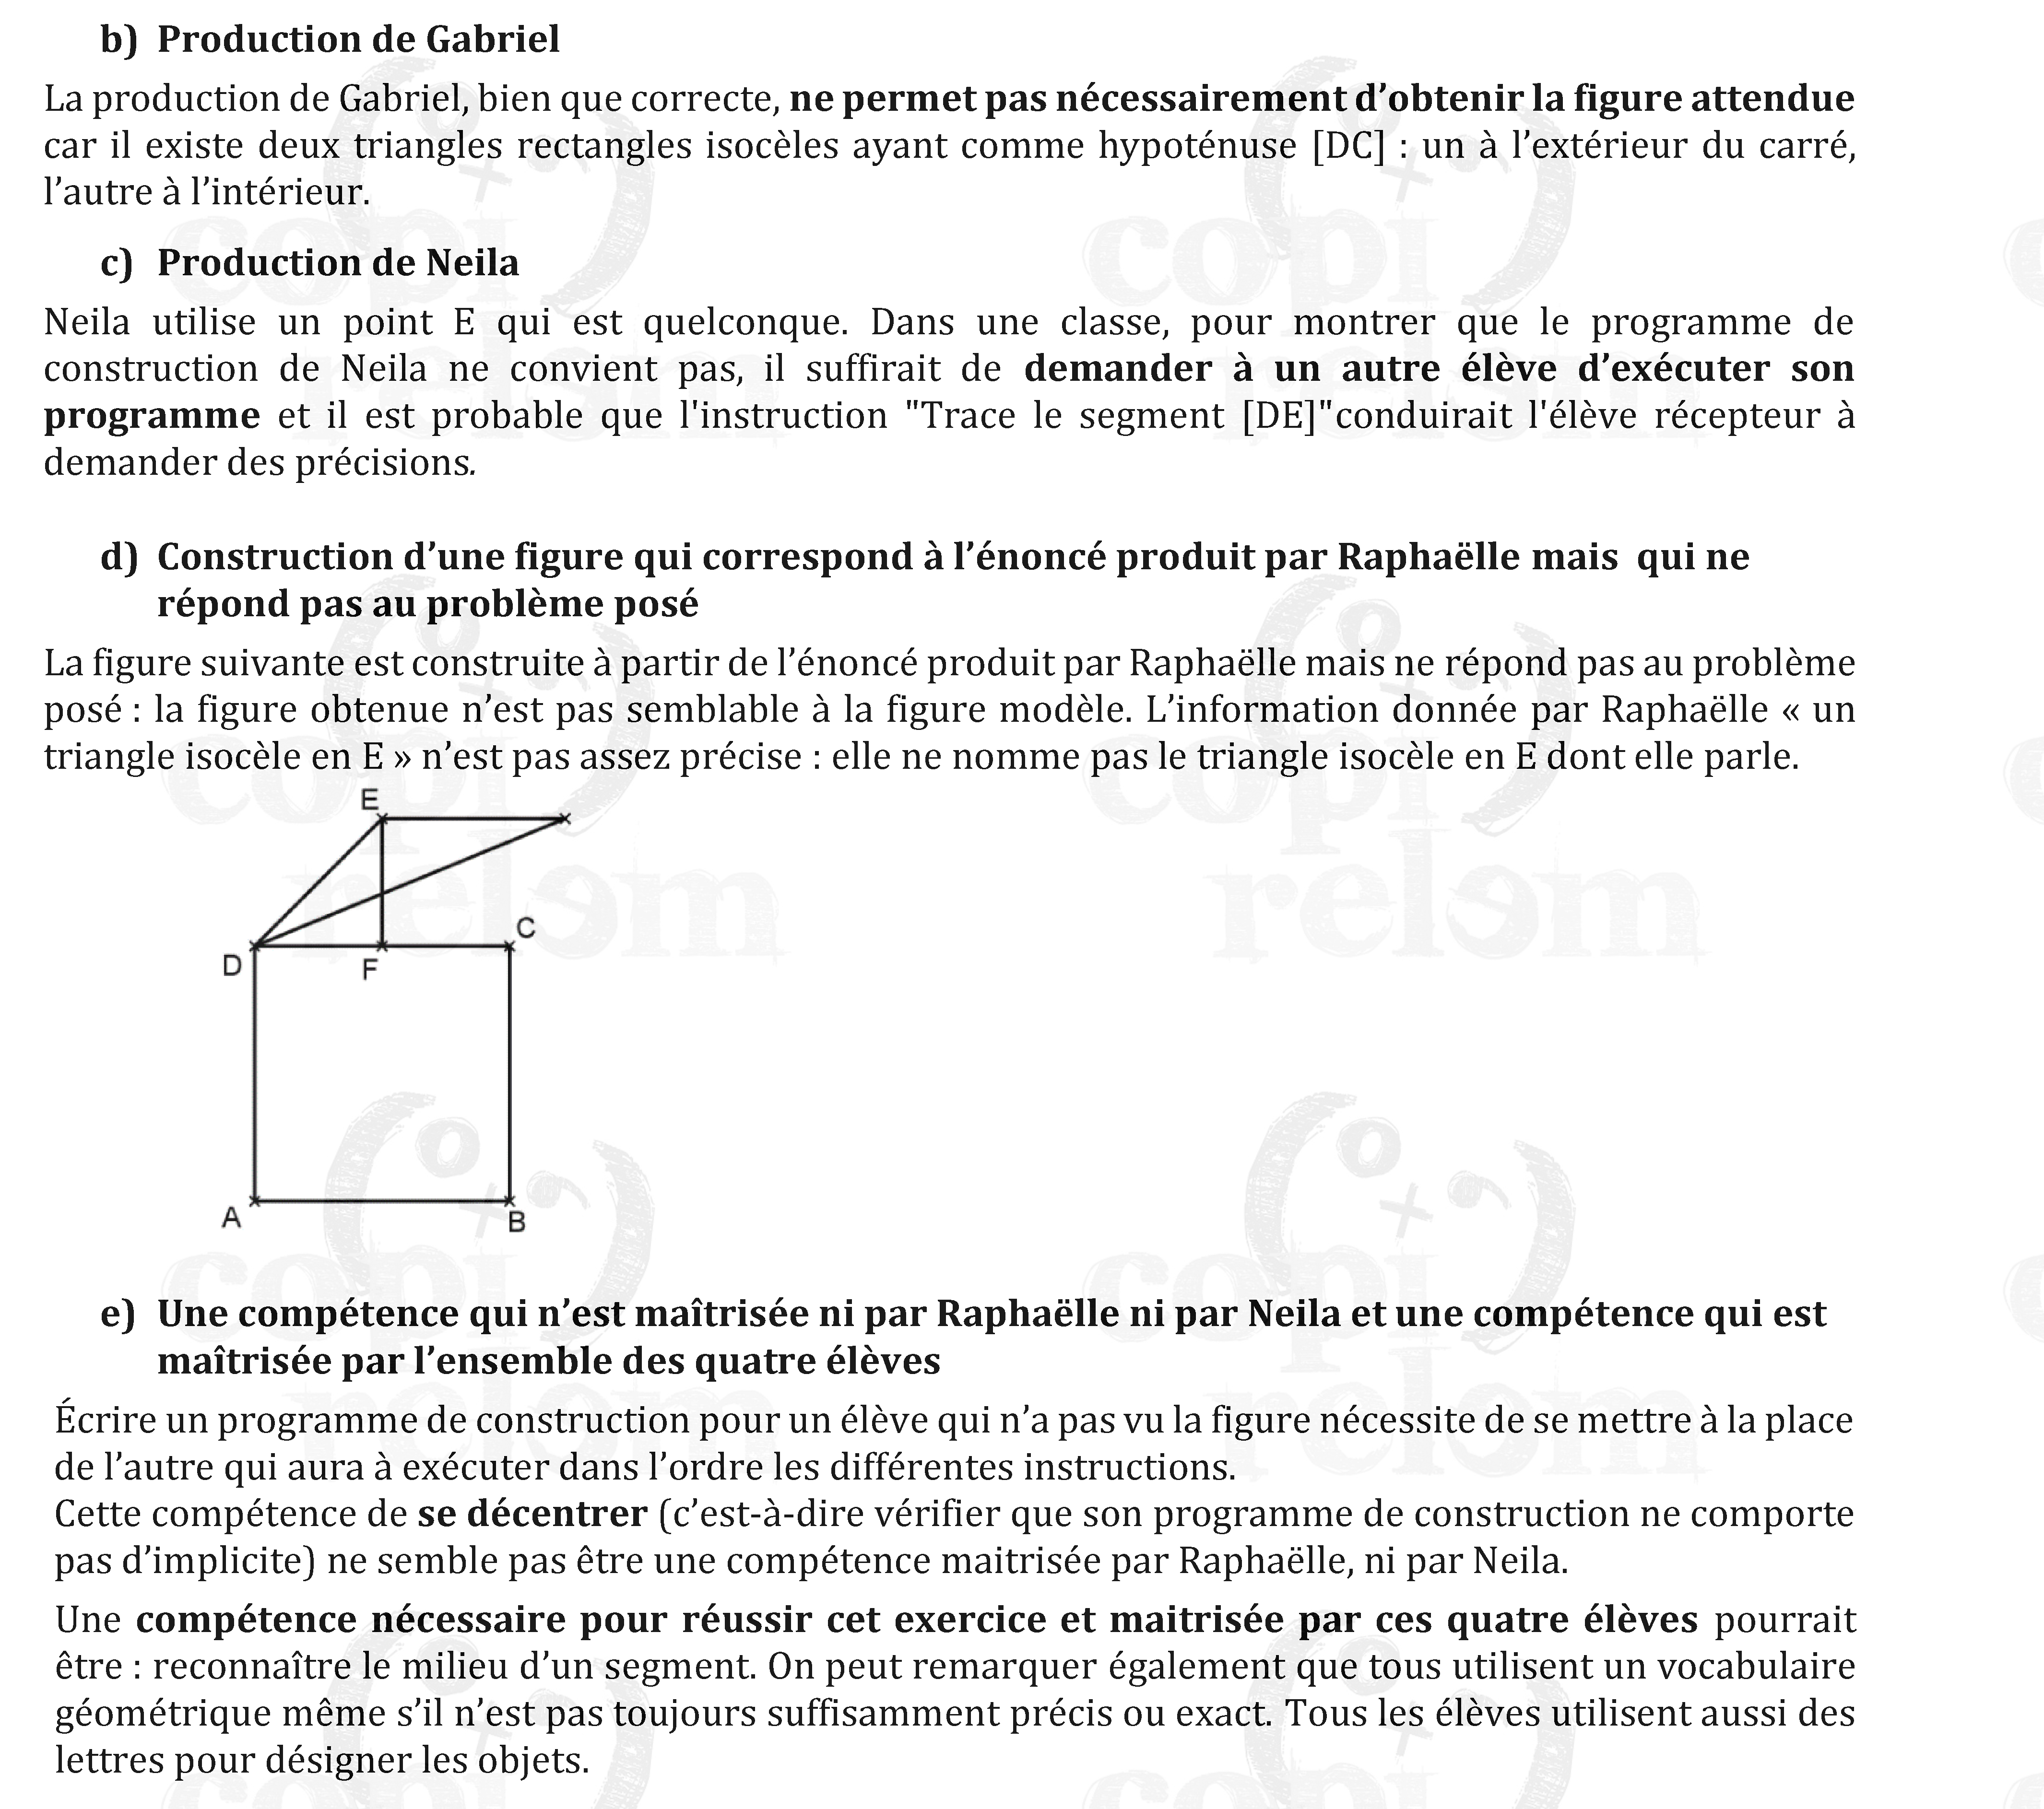 b) Production de Gabriel
La production de Gabriel, bien que correcte, ne permet pas nécessairement d’obtenir la figure attendue
car il existe deux triangles rectangles isocèles ayant comme hypoténuse [DC] : un à l’extérieur du carré,
l’autre à l’intérieur.
c) Production de Neila
Neila utilise un point E qui est quelconque. Dans une classe, pour montrer que le programme de
construction de Neila ne convient pas, il suffirait de demander à un autre élève d’exécuter son
programme et il est probable que l'instruction "Trace le segment [DE]"conduirait l'élève récepteur à
demander des précisions.
d) Construction d’une figure qui correspond à l’énoncé produit par Raphaëlle mais qui ne
répond pas au problème posé
La figure suivante est construite à partir de l’énoncé produit par Raphaëlle mais ne répond pas au problème
posé : la figure obtenue n’est pas semblable à la figure modèle. L’information donnée par Raphaëlle « un
triangle isocèle en E » n’est pas assez précise : elle ne nomme pas le triangle isocèle en E dont elle parle.
E
C
D
F
A
B
e) Une compétence qui n’est maîtrisée ni par Raphaëlle ni par Neila et une compétence qui est
maîtrisée par l’ensemble des quatre élèves
Écrire un programme de construction pour un élève qui n’a pas vu la figure nécessite de se mettre à la place
de l’autre qui aura à exécuter dans l’ordre les différentes instructions.
Cette compétence de se décentrer (c’est-à-dire vérifier que son programme de construction ne comporte
pas d’implicite) ne semble pas être une compétence maitrisée par Raphaëlle, ni par Neila.
Une compétence nécessaire pour réussir cet exercice et maitrisée par ces quatre élèves pourrait
être : reconnaître le milieu d’un segment. On peut remarquer également que tous utilisent un vocabulaire
géométrique même s’il n’est pas toujours suffisamment précis ou exact. Tous les élèves utilisent aussi des
lettres pour désigner les objets.
copi
relem